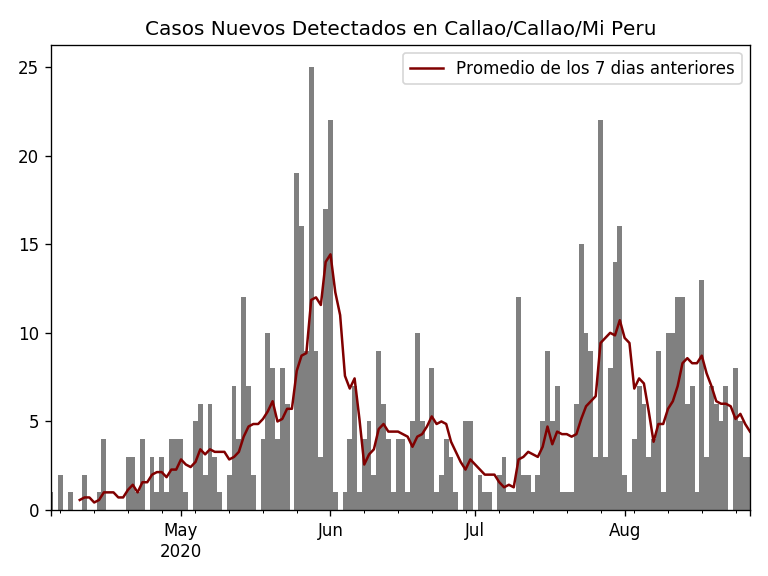 Casos Nuevos Detectados en Callao/Callao/Mi Peru
Promedio de los 7 dias anteriores
25
20
15
10
5
0
May
2020
Jun
Jul
Aug